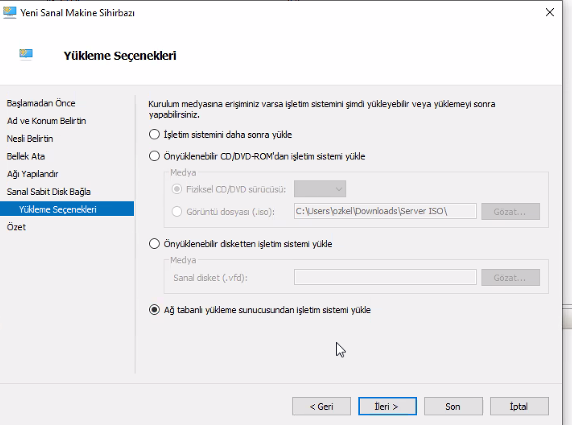 Yeni Sanal Makine Sihirbazı
Yükleme Seçenekleri
Başlamadan Önce
Ad ve Konum Belirtin
Nesli Belirtin
Bellek Ata
Ağı Yapılandır
Sanal Sabit Disk Bağla
Yükleme Seçenekleri
Özet
Kurulum medyasına erişiminiz varsa işletim sistemini şimdi yükleyebilir veya yüklemeyi sonra
yapabilirsiniz.
İşletim sistemini daha sonra yükle
Önyüklenebilir CD/DVD-ROM'dan işletim sistemi yükle
Medya
Fiziksel CD/DVD sürücüsü:
Görüntü dosyası (.iso): C:\Users\pzkel\Downloads\Server ISO\ Gözat...
Önyüklenebilir disketten işletim sistemi yükle
Medya
Sanal disket (.vfd): Gözat...
Ağ tabanlı yükleme sunucusundan işletim sistemi yükle
< Geri İleri > Son İptal